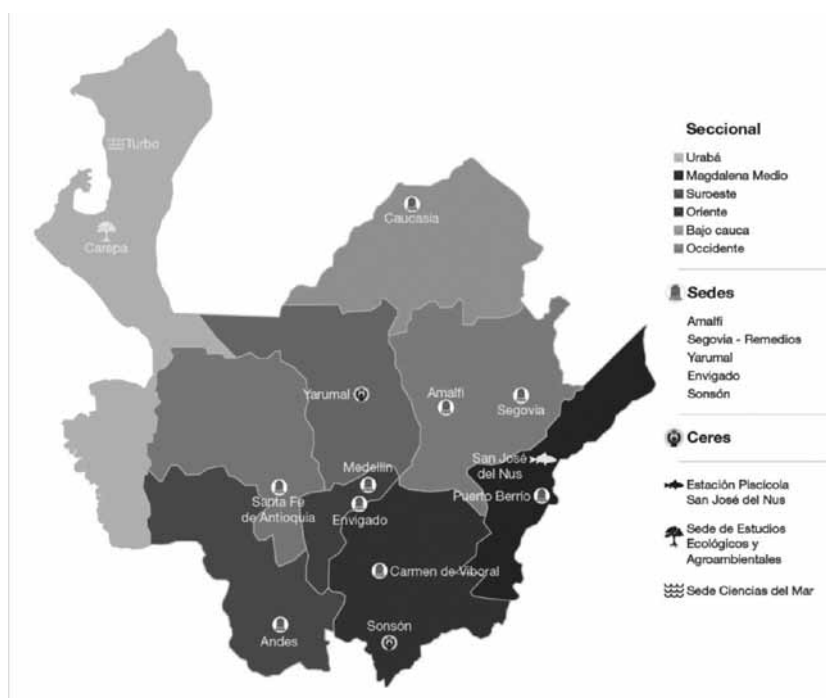 Turbo
Carepa
Caucasia
Yarumal
Amalfi
Segovia
Medellín
San José
del Nus
Puerto Berrío
Santa Fe
de Antioquia
Envigado
Carmen de Viboral
Andes
Sonsón
Seccional
Urabá
Magdalena Medio
Suroeste
Oriente
Bajo cauca
Occidente
Sedes
Amalfi
Segovia - Remedios
Yarumal
Envigado
Sonsón
Ceres
Estación Piscícola
San José del Nus
Sede de Estudios
Ecológicos y
Agroambientales
Sede Ciencias del Mar